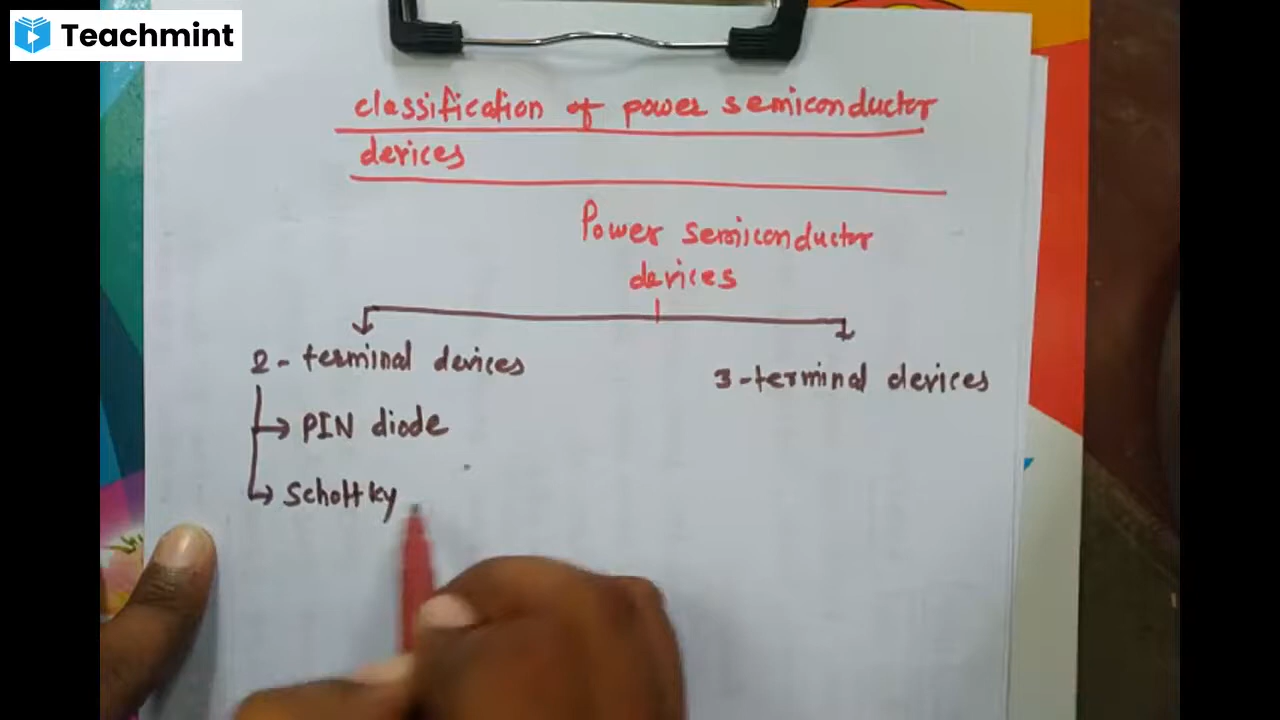 Teachmint
classification of power semiconductor
devices
Power semiconductor
devices
2- terminal devices
3-terminal devices
PIN diode
Schottky